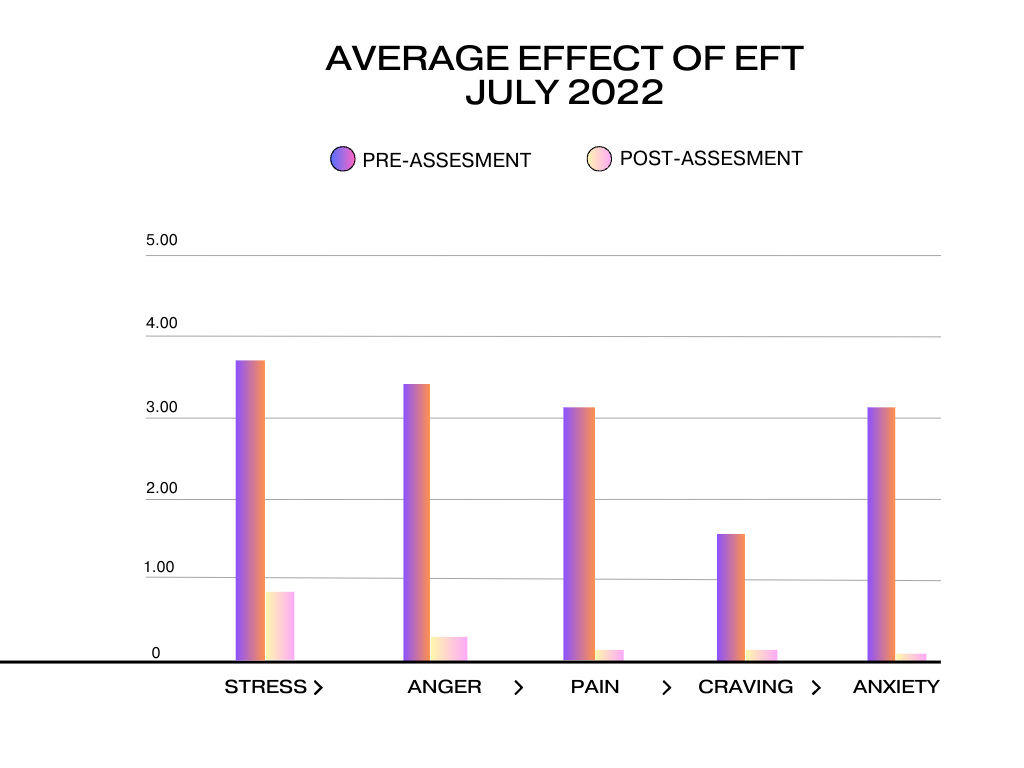 AVERAGE EFFECT OF EFT
JULY 2022
PRE-ASSESMENT POST-ASSESMENT
5.00
4.00
3.00
2.00
1.00
0
STRESS > ANGER > PAIN > CRAVING > ANXIETY